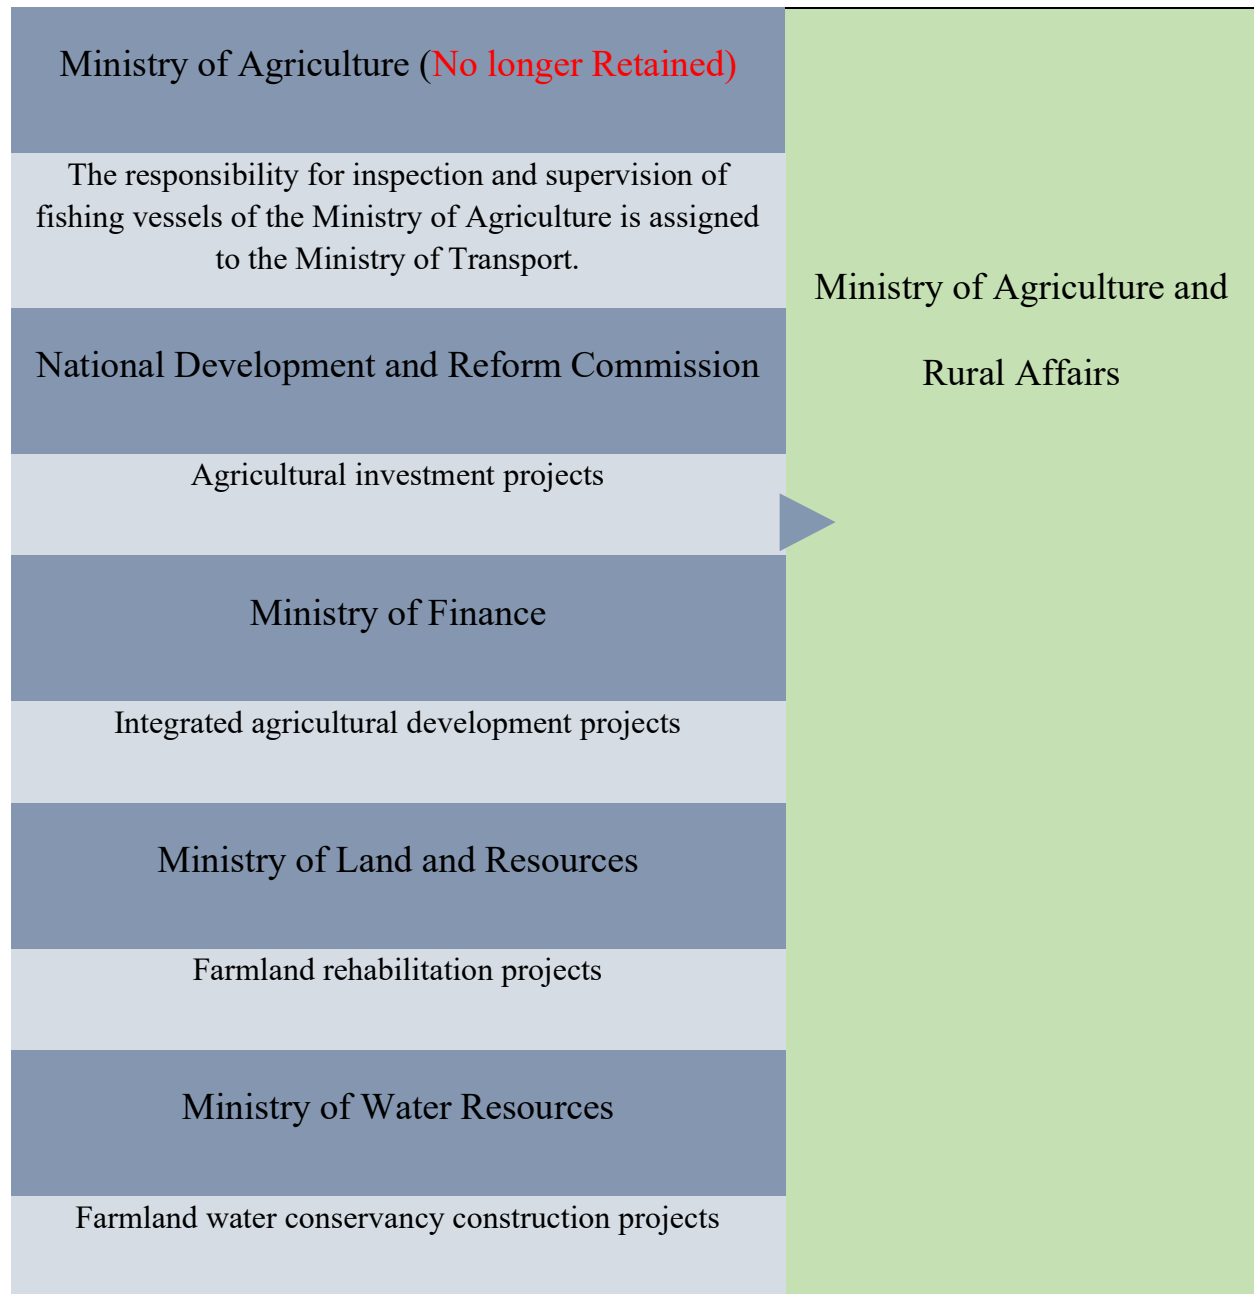 Ministry of Agriculture (No longer Retained)
The responsibility for inspection and supervision of
fishing vessels of the Ministry of Agriculture is assigned
to the Ministry of Transport.
National Development and Reform Commission
Agricultural investment projects
Ministry of Finance
Integrated agricultural development projects
Ministry of Land and Resources
Farmland rehabilitation projects
Ministry of Water Resources
Farmland water conservancy construction projects
Ministry of Agriculture and
Rural Affairs